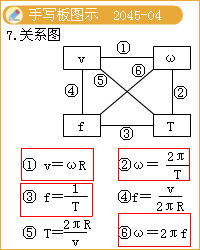 手写板图示 2045-04
7.关系图
① v ω
⑤ ⑥
④ ②
f ③ T
① v=ωR ② ω=2π/T
③ f=1/T ④ f=v/2πR
⑤ T=2πR/v ⑥ ω=2πf